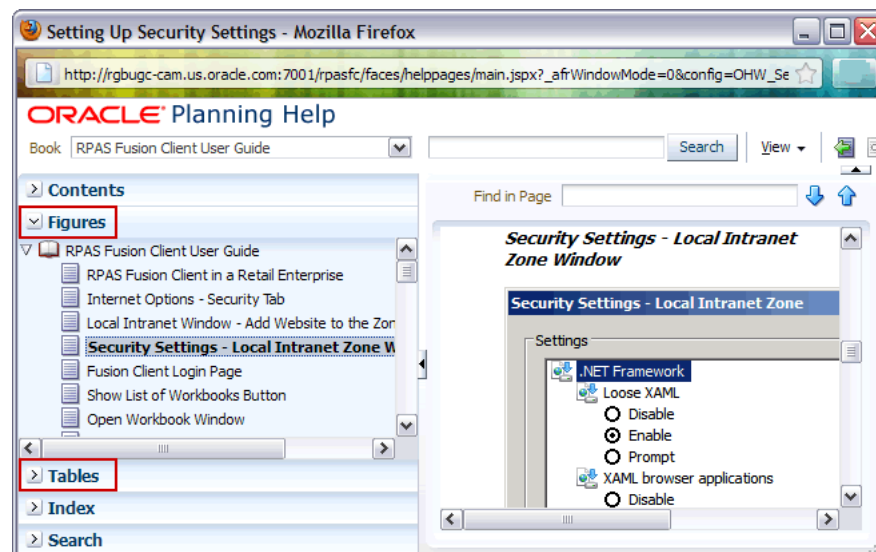 Setting Up Security Settings - Mozilla Firefox
http://rgbugc-cam.us.oracle.com:7001/rpasfc/faces/helppages/main.jspx?_afrWindowMode=0&config=OHW_Se
ORACLE Planning Help
Book RPAS Fusion Client User Guide Search View
Contents
Figures
RPAS Fusion Client User Guide
RPAS Fusion Client in a Retail Enterprise
Internet Options - Security Tab
Local Intranet Window - Add Website to the Zon
Security Settings - Local Intranet Zone W
Fusion Client Login Page
Show List of Workbooks Button
Open Workbook Window
Tables
Index
Search
Find in Page
Security Settings - Local Intranet
Zone Window
Security Settings - Local Intranet Zone
Settings
.NET Framework
Loose XAML
Disable
Enable
Prompt
XAML browser applications
Disable